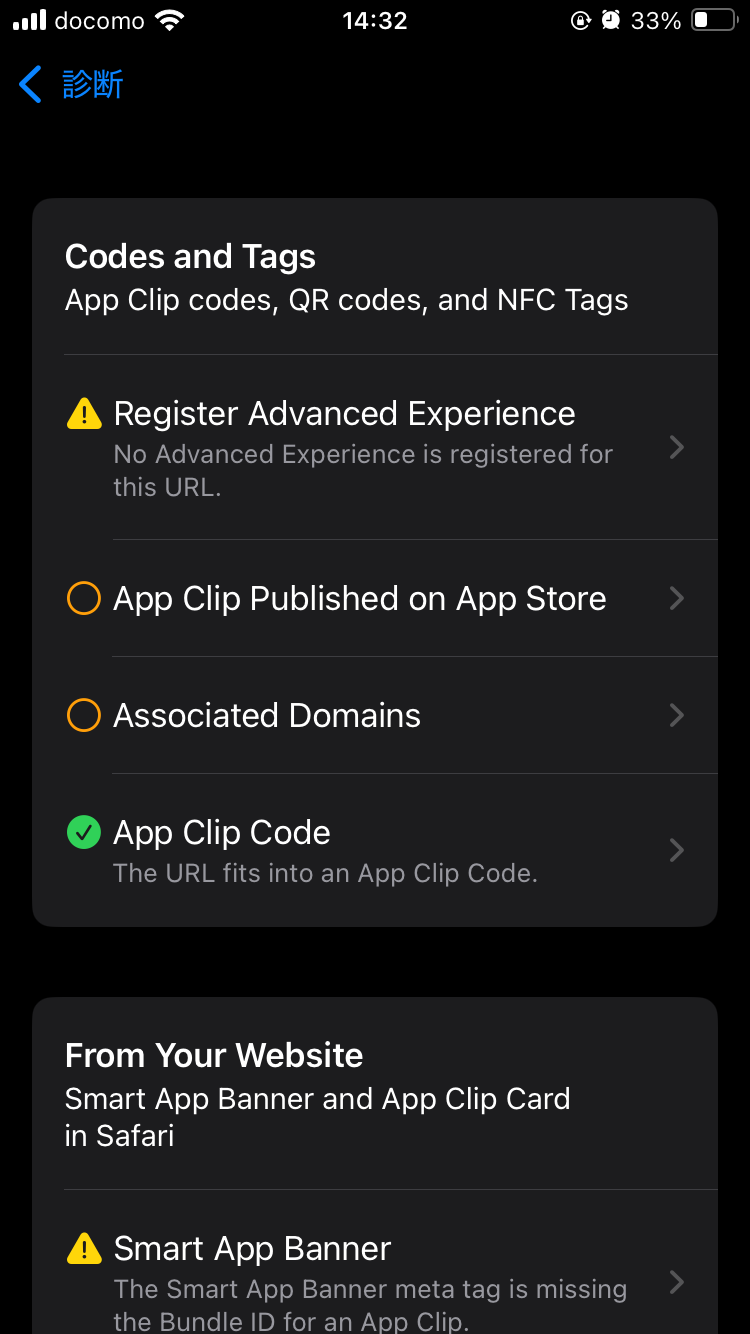 docomo 14:32 33%
診断
Codes and Tags
App Clip codes, QR codes, and NFC Tags
Register Advanced Experience
No Advanced Experience is registered for
this URL.
App Clip Published on App Store
Associated Domains
App Clip Code
The URL fits into an App Clip Code.
From Your Website
Smart App Banner and App Clip Card
in Safari
Smart App Banner
The Smart App Banner meta tag is missing
the Bundle ID for an App Clip.